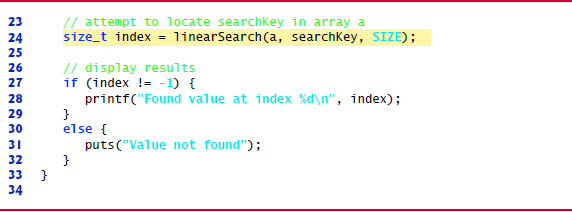 23 // attempt to locate searchKey in array a
24 size_t index = linearSearch(a, searchKey, SIZE);
25
26 // display results
27 if (index != -1) {
28 printf("Found value at index %d\n", index);
29 }
30 else {
31 puts("Value not found");
32 }
33 }
34